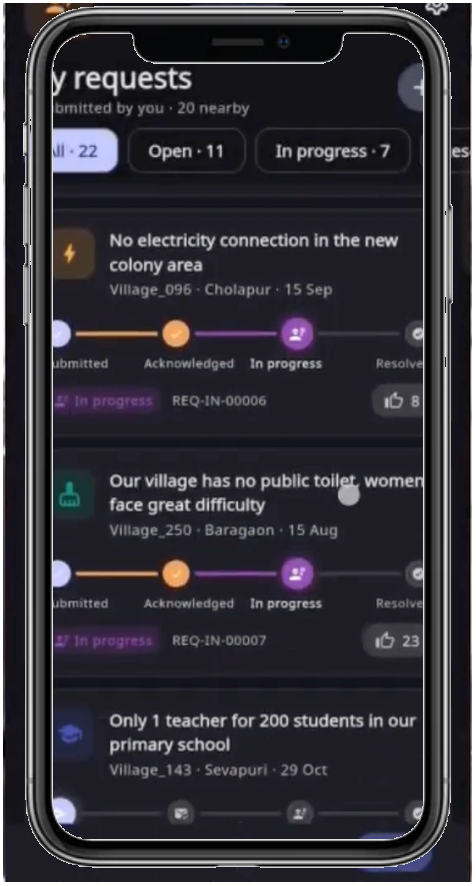 y requests
ubmitted by you · 20 nearby
All · 22
Open · 11
In progress · 7
es
No electricity connection in the new
colony area
Village_096 · Cholapur · 15 Sep
ubmitted
Acknowledged
In progress
Resolve
In progress
REQ-IN-00006
8
Our village has no public toilet, women
face great difficulty
Village_250 · Baragaon · 15 Aug
ubmitted
Acknowledged
In progress
Resolve
In progress
REQ-IN-00007
23
Only 1 teacher for 200 students in our
primary school
Village_143 · Sevapuri · 29 Oct